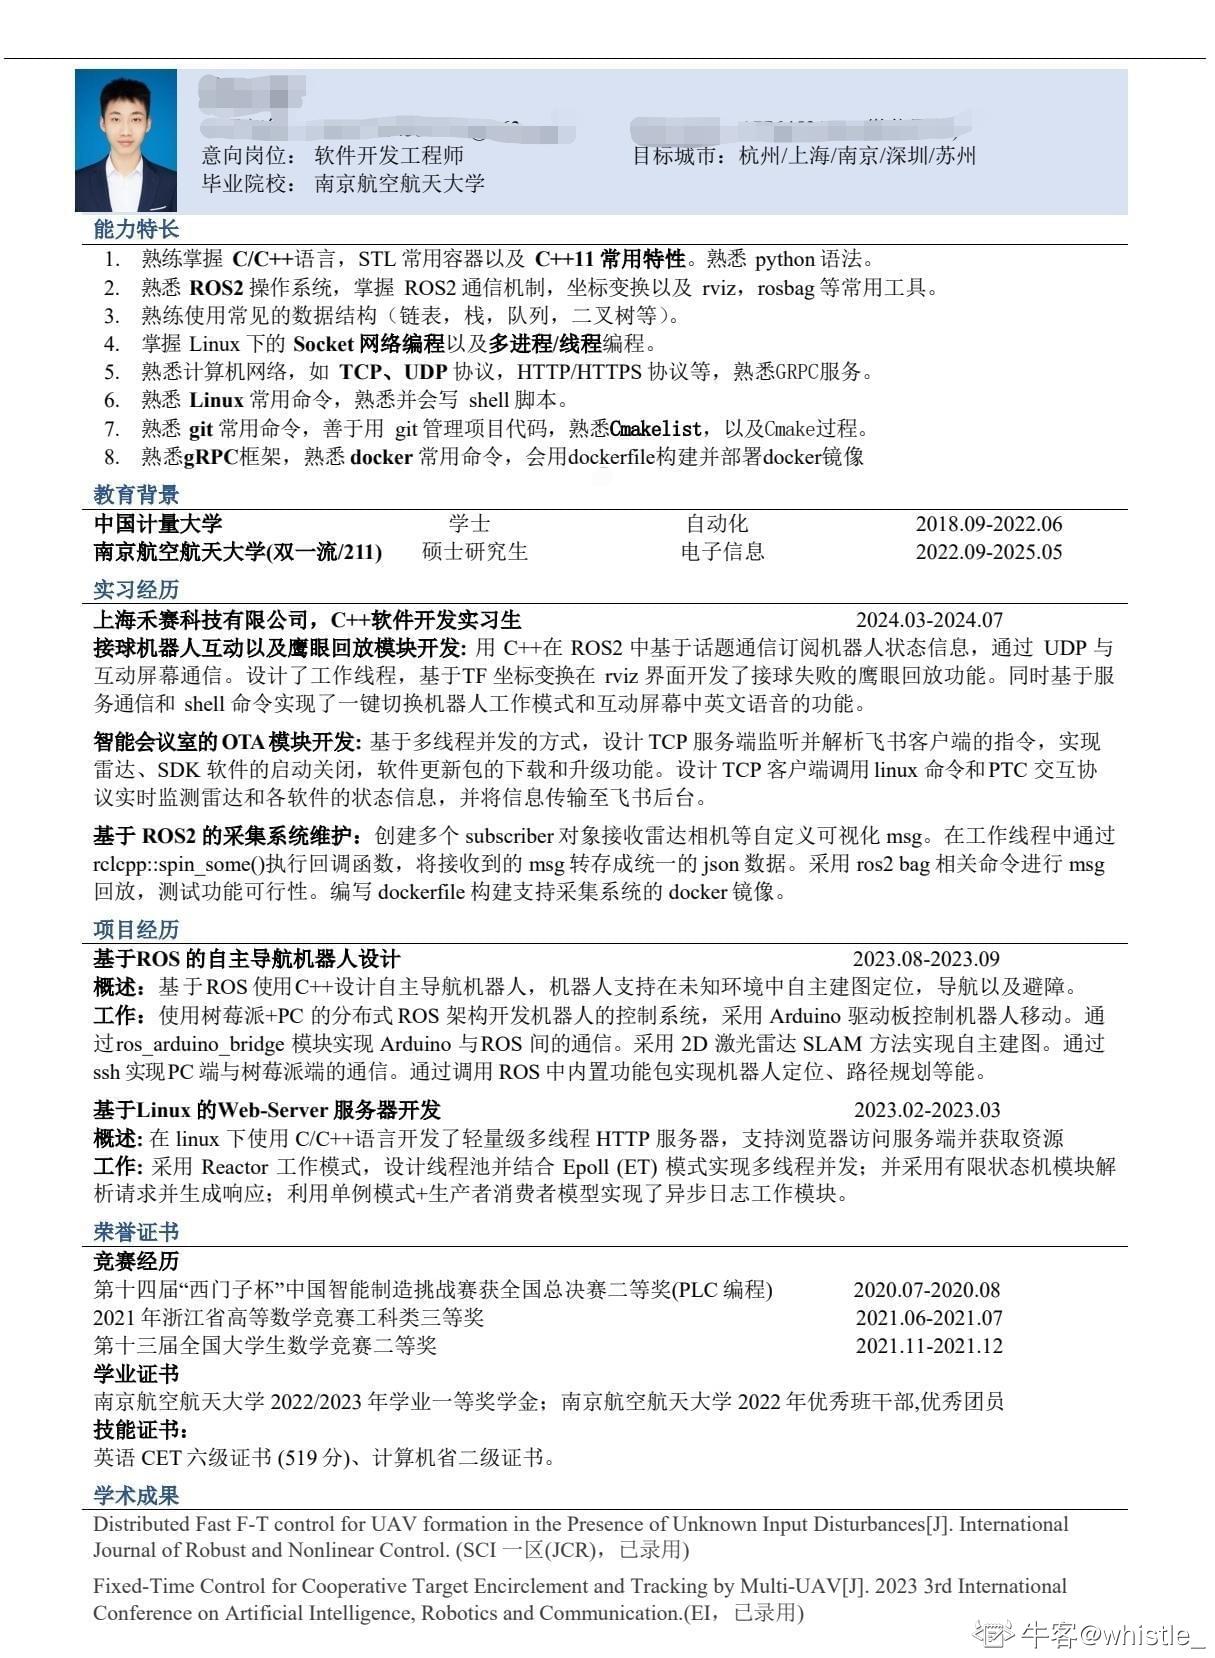 意向岗位： 软件开发工程师 目标城市：杭州/上海/南京/深圳/苏州
毕业院校： 南京航空航天大学
能力特长
1. 熟练掌握 C/C++语言，STL 常用容器以及 C++11 常用特性。熟悉 python 语法。
2. 熟悉 ROS2 操作系统，掌握 ROS2 通信机制，坐标变换以及 rviz，rosbag 等常用工具。
3. 熟练使用常见的数据结构（链表，栈，队列，二叉树等）。
4. 掌握 Linux 下的 Socket 网络编程以及多进程/线程编程。
5. 熟悉计算机网络，如 TCP、UDP 协议，HTTP/HTTPS 协议等，熟悉GRPC服务。
6. 熟悉 Linux 常用命令，熟悉并会写 shell 脚本。
7. 熟悉 git 常用命令，善于用 git 管理项目代码，熟悉Cmakelist，以及Cmake过程。
8. 熟悉gRPC框架，熟悉 docker 常用命令，会用dockerfile构建并部署docker镜像
教育背景
中国计量大学 学士 自动化 2018.09-2022.06
南京航空航天大学(双一流/211) 硕士研究生 电子信息 2022.09-2025.05
实习经历
上海禾赛科技有限公司，C++软件开发实习生 2024.03-2024.07
接球机器人互动以及鹰眼回放模块开发: 用 C++在 ROS2 中基于话题通信订阅机器人状态信息，通过 UDP 与
互动屏幕通信。设计了工作线程，基于TF 坐标变换在 rviz 界面开发了接球失败的鹰眼回放功能。同时基于服
务通信和 shell 命令实现了一键切换机器人工作模式和互动屏幕中英文语音的功能。
智能会议室的OTA模块开发: 基于多线程并发的方式，设计 TCP 服务端监听并解析飞书客户端的指令，实现
雷达、SDK 软件的启动关闭，软件更新包的下载和升级功能。设计 TCP 客户端调用 linux 命令和 PTC 交互协
议实时监测雷达和各软件的状态信息，并将信息传输至飞书后台。
基于 ROS2 的采集系统维护：创建多个 subscriber 对象接收雷达相机等自定义可视化 msg。在工作线程中通过
rclcpp::spin_some()执行回调函数，将接收到的 msg 转存成统一的 json 数据。采用 ros2 bag 相关命令进行 msg
回放，测试功能可行性。编写 dockerfile 构建支持采集系统的 docker 镜像。
项目经历
基于ROS 的自主导航机器人设计 2023.08-2023.09
概述：基于ROS 使用C++设计自主导航机器人，机器人支持在未知环境中自主建图定位，导航以及避障。
工作：使用树莓派+PC 的分布式 ROS 架构开发机器人的控制系统，采用 Arduino 驱动板控制机器人移动。通
过ros_arduino_bridge 模块实现 Arduino 与ROS 间的通信。采用 2D 激光雷达 SLAM 方法实现自主建图。通过
ssh 实现PC 端与树莓派端的通信。通过调用 ROS 中内置功能包实现机器人定位、路径规划等能。
基于Linux 的Web-Server 服务器开发 2023.02-2023.03
概述: 在 linux 下使用 C/C++语言开发了轻量级多线程 HTTP 服务器，支持浏览器访问服务端并获取资源
工作: 采用 Reactor 工作模式，设计线程池并结合 Epoll (ET) 模式实现多线程并发；并采用有限状态机模块解
析请求并生成响应；利用单例模式+生产者消费者模型实现了异步日志工作模块。
荣誉证书
竞赛经历
第十四届“西门子杯”中国智能制造挑战赛获全国总决赛二等奖(PLC 编程) 2020.07-2020.08
2021 年浙江省高等数学竞赛工科类三等奖 2021.06-2021.07
第十三届全国大学生数学竞赛二等奖 2021.11-2021.12
学业证书
南京航空航天大学 2022/2023 年学业一等奖学金；南京航空航天大学 2022 年优秀班干部,优秀团员
技能证书：
英语 CET 六级证书 (519 分)、计算机省二级证书。
学术成果
Distributed Fast F-T control for UAV formation in the Presence of Unknown Input Disturbances[J]. International
Journal of Robust and Nonlinear Control. (SCI 一区(JCR)，已录用)
Fixed-Time Control for Cooperative Target Encirclement and Tracking by Multi-UAV[J]. 2023 3rd International
Conference on Artificial Intelligence, Robotics and Communication.(EI，已录用)
牛客@whistle_